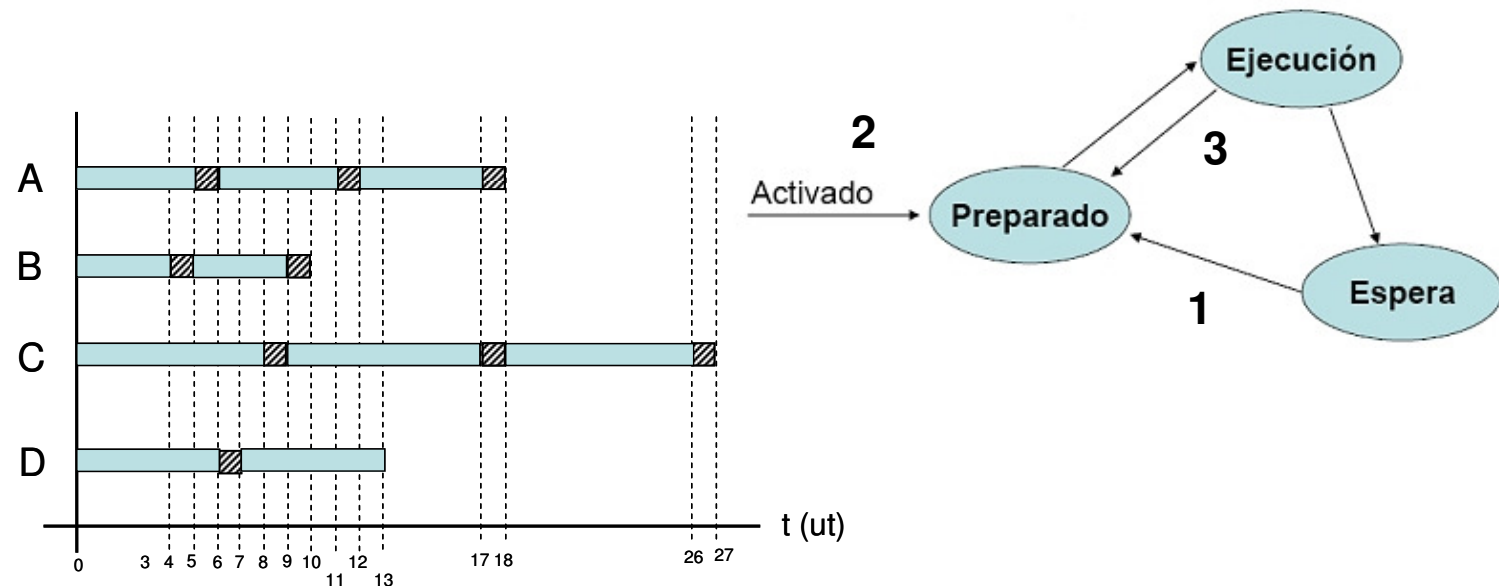 A
B
C
D
t (ut)
0 3 4 5 6 7 8 9 10 12 17 18 26 27
11 13
Ejecución
2
3
Activado
Preparado
Espera
1